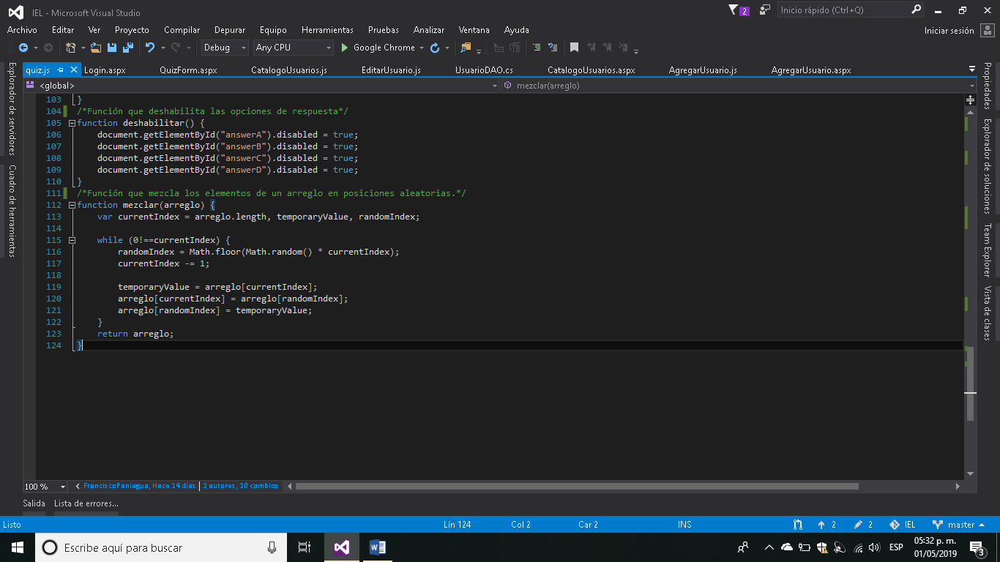 IEL - Microsoft Visual Studio
2
Inicio rápido (Ctrl+Q)
Archivo Editar Ver Proyecto Compilar Depurar Equipo Herramientas Pruebas Analizar Ventana Ayuda
Iniciar sesión
Debug Any CPU Google Chrome
quiz.js Login.aspx QuizForm.aspx CatalogoUsuarios.js EditarUsuario.js UsuarioDAO.cs CatalogoUsuarios.aspx AgregarUsuario.js AgregarUsuario.aspx
<global> mezclar(arreglo)
Explorador de servidores
Cuadro de herramientas
103 }
104 /*Función que deshabilita las opciones de respuesta*/
105 function deshabilitar() {
106 document.getElementById("answerA").disabled = true;
107 document.getElementById("answerB").disabled = true;
108 document.getElementById("answerC").disabled = true;
109 document.getElementById("answerD").disabled = true;
110 }
111 /*Función que mezcla los elementos de un arreglo en posiciones aleatorias.*/
112 function mezclar(arreglo) {
113 var currentIndex = arreglo.length, temporaryValue, randomIndex;
114
115 while (0!==currentIndex) {
116 randomIndex = Math.floor(Math.random() * currentIndex);
117 currentIndex -= 1;
118
119 temporaryValue = arreglo[currentIndex];
120 arreglo[currentIndex] = arreglo[randomIndex];
121 arreglo[randomIndex] = temporaryValue;
122 }
123 return arreglo;
124 }
Propiedades
Explorador de soluciones
Team Explorer
Vista de clases
100 % FranciscoPaniagua, Hace 14 días | 2 autores, 10 cambios
Salida Lista de errores...
Listo Lín 124 Col 2 Car 2 INS 2 2 IEL master
Escribe aquí para buscar
ESP
05:32 p. m.
01/05/2019
3